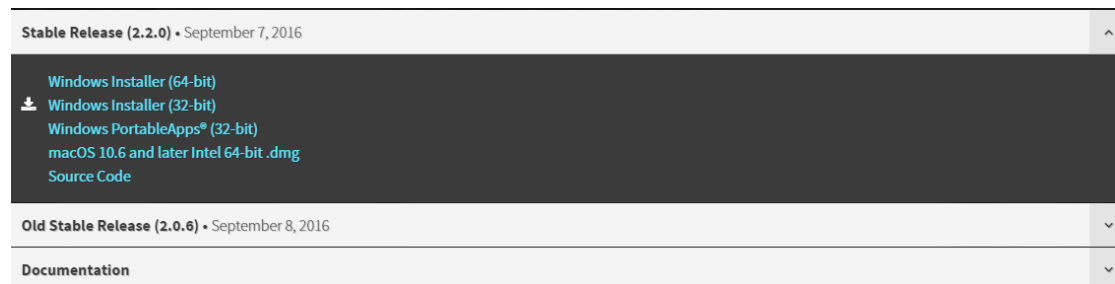 Stable Release (2.2.0) • September 7, 2016
Windows Installer (64-bit)
Windows Installer (32-bit)
Windows PortableApps® (32-bit)
macOS 10.6 and later Intel 64-bit .dmg
Source Code
Old Stable Release (2.0.6) • September 8, 2016
Documentation